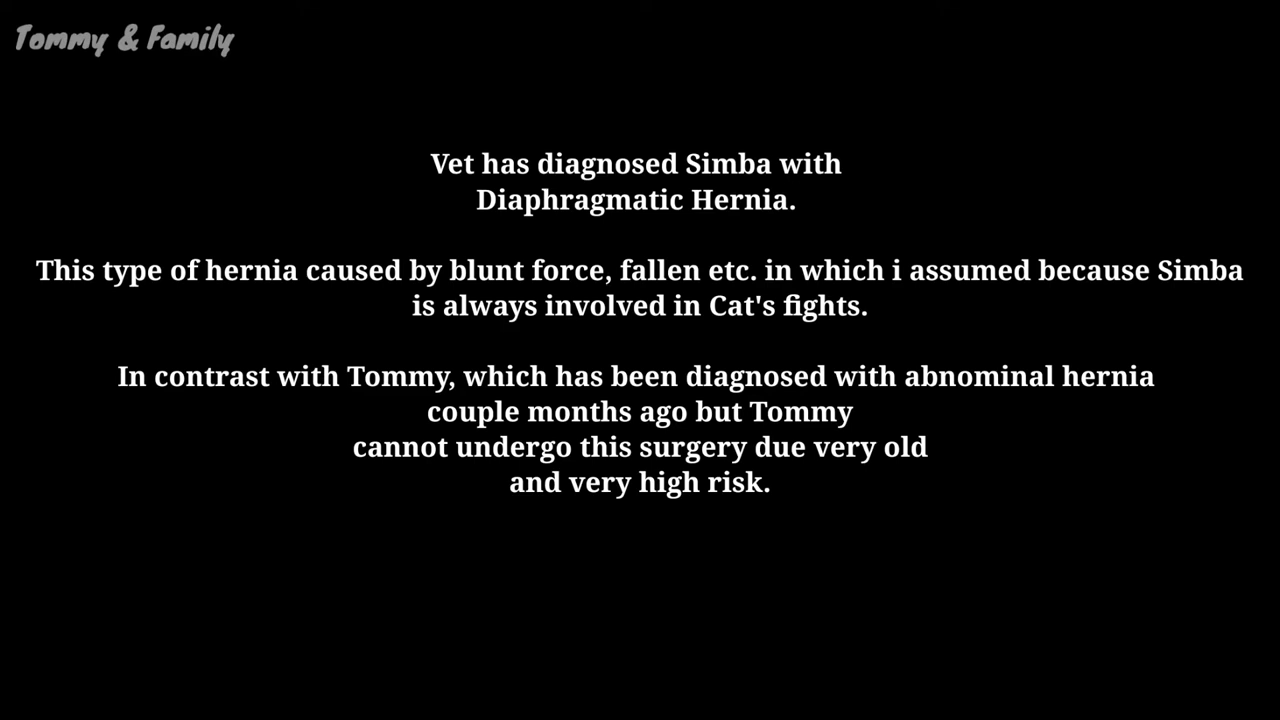 Tommy & Family
Vet has diagnosed Simba with
Diaphragmatic Hernia.
This type of hernia caused by blunt force, fallen etc. in which i assumed because Simba
is always involved in Cat's fights.
In contrast with Tommy, which has been diagnosed with abnominal hernia
couple months ago but Tommy
cannot undergo this surgery due very old
and very high risk.